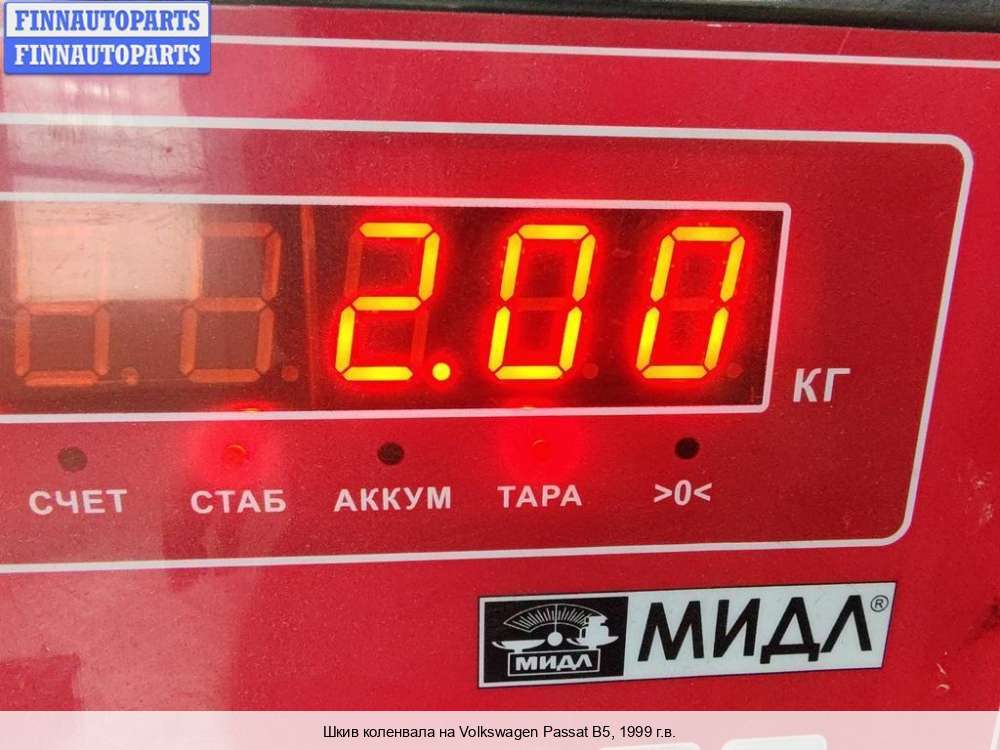 FINNAUTOPARTS
FINNAUTOPARTS
2.00
КГ
СЧЕТ СТАБ АККУМ ТАРА >0<
МИДЛ МИДЛ®
Шкив коленвала на Volkswagen Passat B5, 1999 г.в.